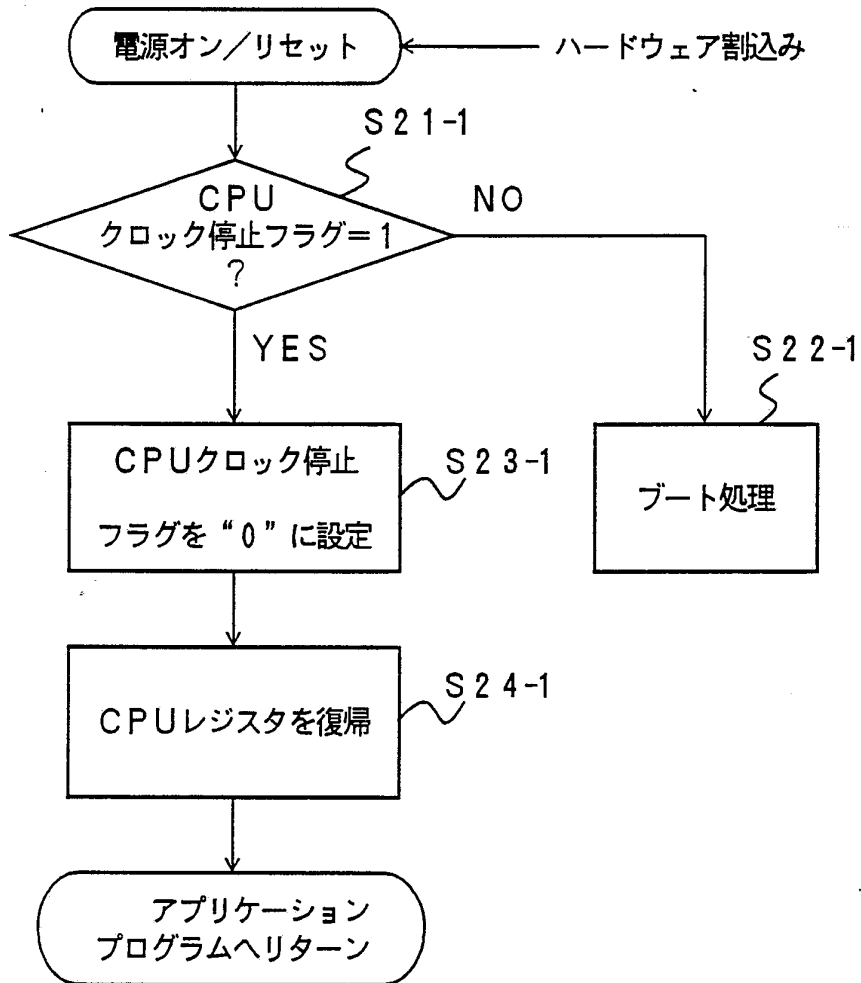 電源オン／リセット
ハードウェア割込み
S21-1
CPU
クロック停止フラグ＝1
？
NO
YES
S22-1
CPUクロック停止
フラグを“0”に設定
S23-1
ブート処理
CPUレジスタを復帰
S24-1
アプリケーション
プログラムへリターン